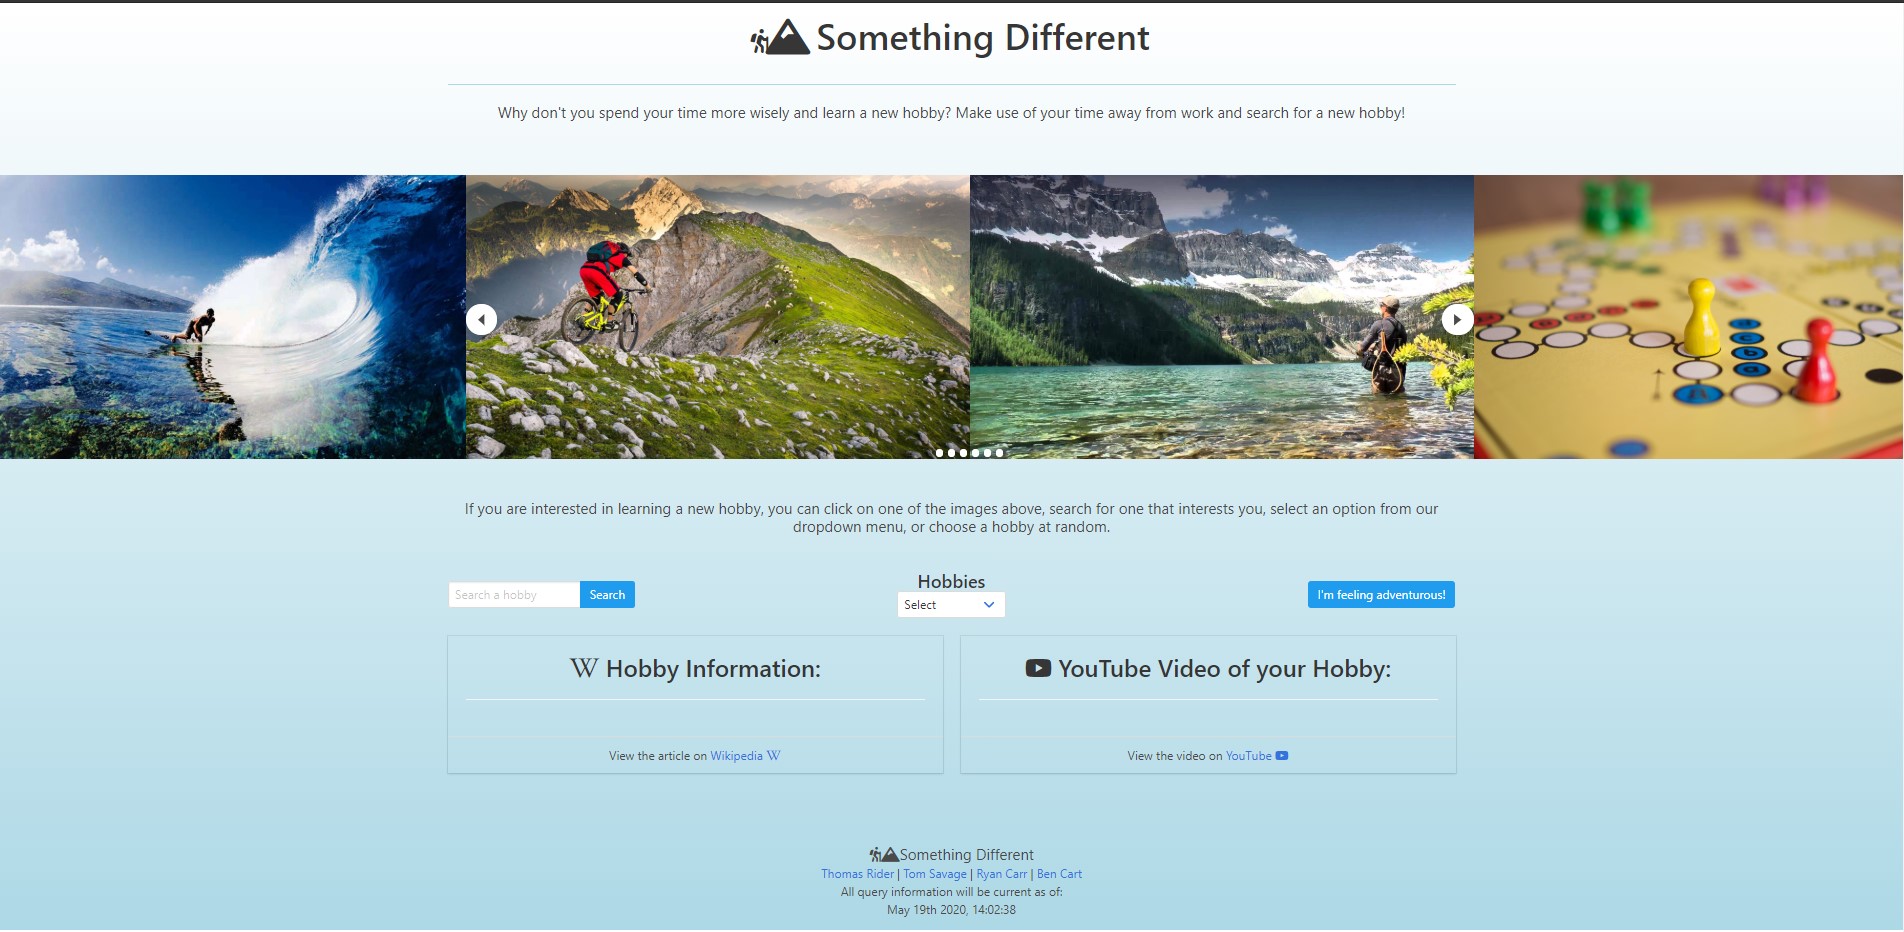 Something Different
Why don't you spend your time more wisely and learn a new hobby? Make use of your time away from work and search for a new hobby!
If you are interested in learning a new hobby, you can click on one of the images above, search for one that interests you, select an option from our
dropdown menu, or choose a hobby at random.
Search a hobby
Search
Hobbies
Select
I'm feeling adventurous!
W Hobby Information:
YouTube Video of your Hobby:
View the article on Wikipedia W
View the video on YouTube
Something Different
Thomas Rider | Tom Savage | Ryan Carr | Ben Cart
All query information will be current as of:
May 19th 2020, 14:02:38